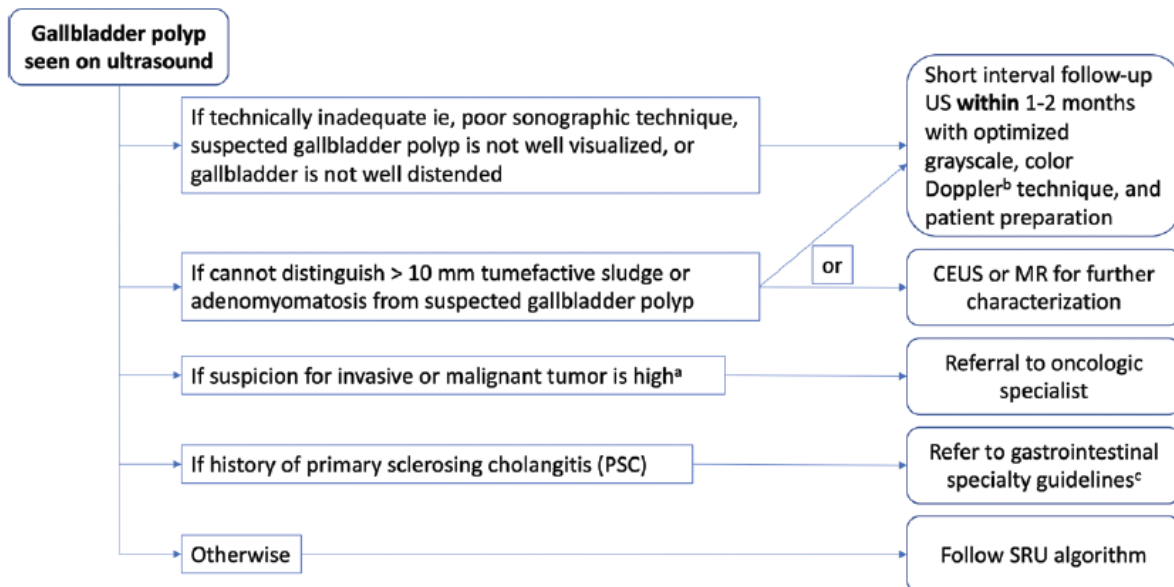 Gallbladder polyp
seen on ultrasound
If technically inadequate ie, poor sonographic technique,
suspected gallbladder polyp is not well visualized, or
gallbladder is not well distended
Short interval follow-up
US within 1-2 months
with optimized
grayscale, color
Dopplerᵇ technique, and
patient preparation
If cannot distinguish > 10 mm tumefactive sludge or
adenomyomatosis from suspected gallbladder polyp
or
CEUS or MR for further
characterization
If suspicion for invasive or malignant tumor is highᵃ
Referral to oncologic
specialist
If history of primary sclerosing cholangitis (PSC)
Refer to gastrointestinal
specialty guidelinesᶜ
Otherwise
Follow SRU algorithm